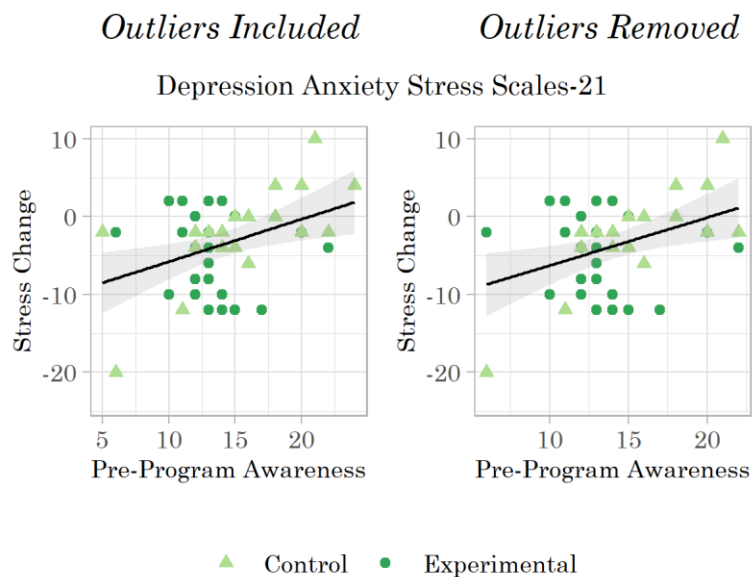 Outliers Included
Outliers Removed
Depression Anxiety Stress Scales-21
Stress Change
10
0
-10
-20
5
10
15
20
Pre-Program Awareness
Stress Change
10
0
-10
-20
10
15
20
Pre-Program Awareness
Control
Experimental